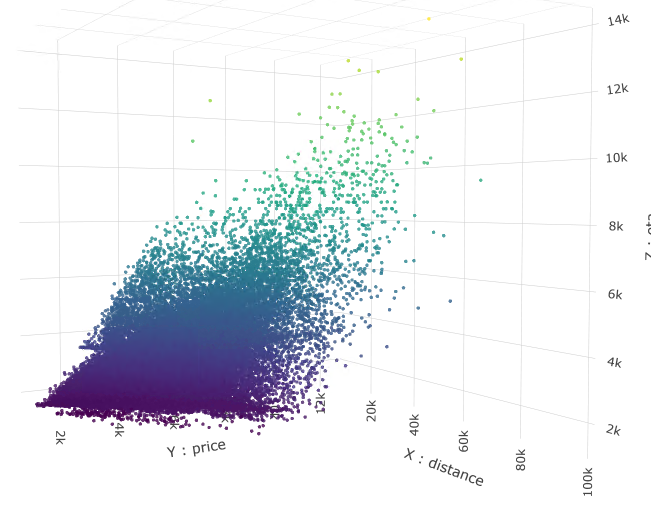 14k
12k
10k
8k
6k
4k
2k
2k
4k
12k
20k
40k
60k
80k
100k
Y : price
X : distance